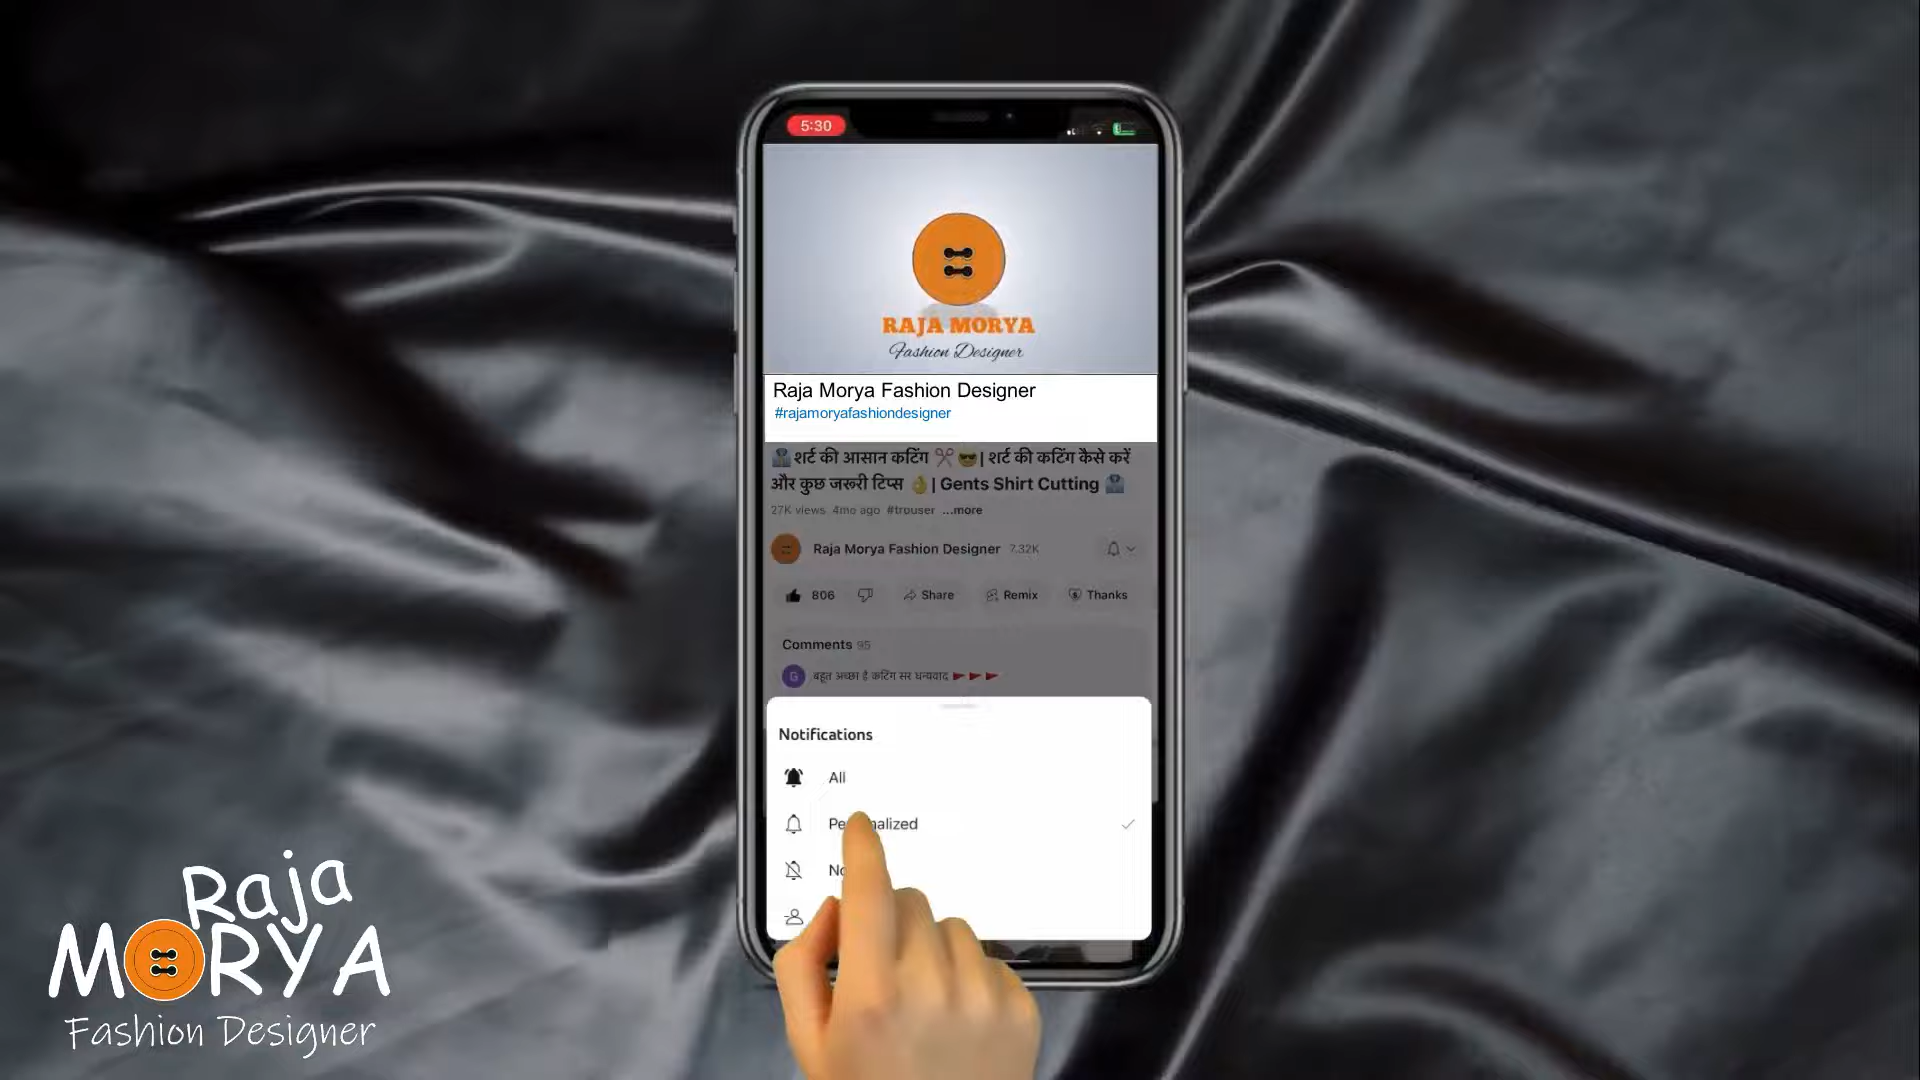 5:30
RAJA MORYA
Fashion Designer
Raja Morya Fashion Designer
#rajamoryafashiondesigner
शर्ट की आसान कटिंग ✂️😎| शर्ट की कटिंग कैसे करें
और कुछ जरूरी टिप्स 👌| Gents Shirt Cutting 👔
27K views 4mo ago #trouser ...more
Raja Morya Fashion Designer 7.32K
806 Share Remix Thanks
Comments 95
G बहूत अच्छा है कटिंग सर धन्यवाद 🚩🚩🚩
Notifications
All
Raja
MORYA
Fashion Designer